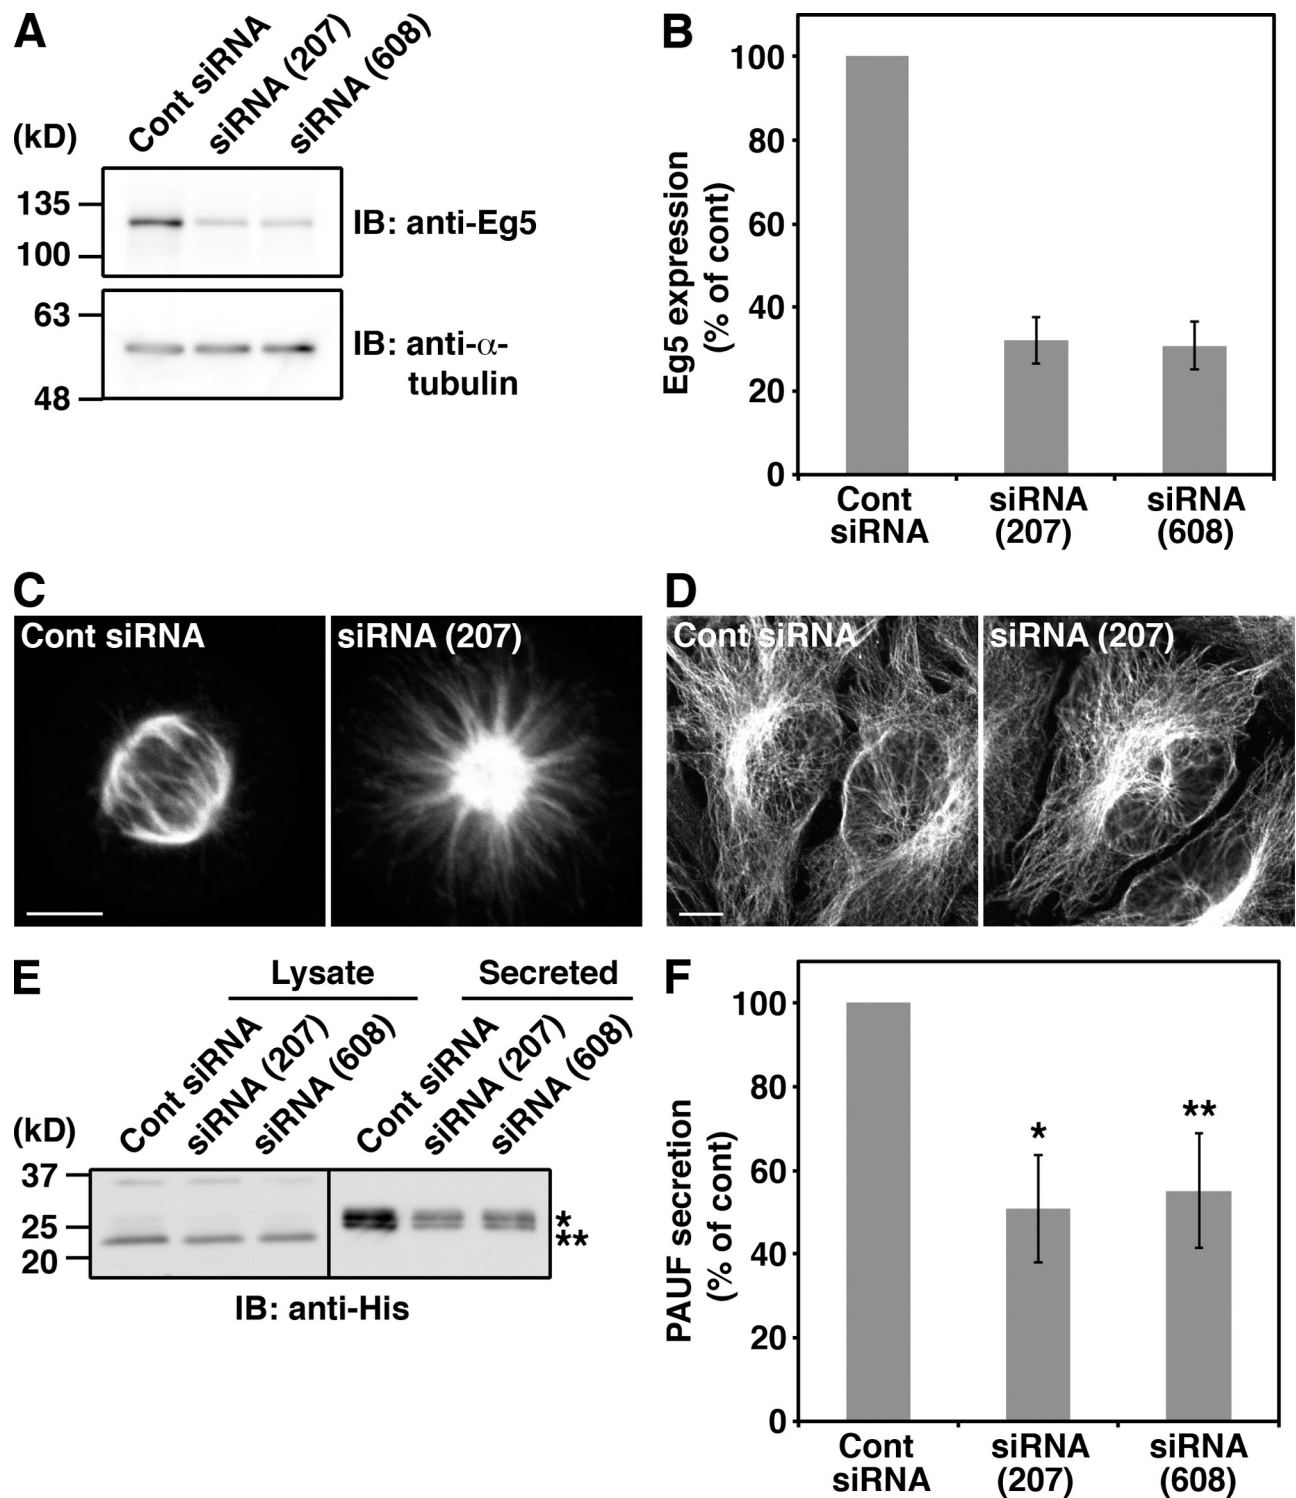 A
Cont siRNA
siRNA (207)
siRNA (608)
(kD)
135
100
IB: anti-Eg5
63
48
IB: anti-α-
tubulin
B
Eg5 expression
(% of cont)
100
80
60
40
20
0
Cont
siRNA
siRNA
(207)
siRNA
(608)
C
Cont siRNA
siRNA (207)
D
Cont siRNA
siRNA (207)
E
Lysate
Secreted
Cont siRNA
siRNA (207)
siRNA (608)
Cont siRNA
siRNA (207)
siRNA (608)
(kD)
37
25
20
*
**
IB: anti-His
F
PAUF secretion
(% of cont)
100
80
60
40
20
0
*
**
Cont
siRNA
siRNA
(207)
siRNA
(608)